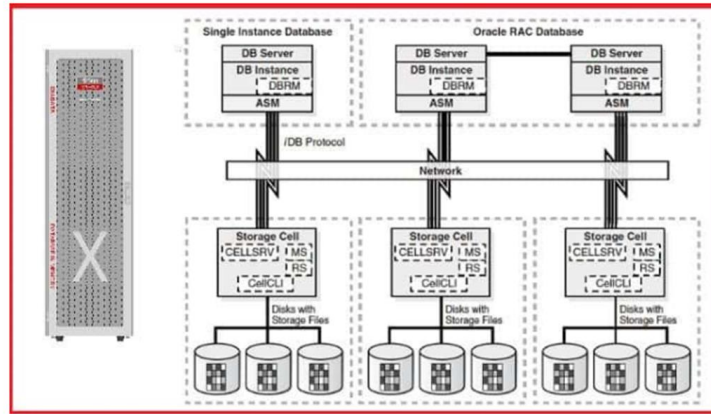 Single Instance Database
Oracle RAC Database
DB Server
DB Instance
DBRM
ASM
DB Server
DB Instance
DBRM
ASM
DB Server
DB Instance
DBRM
ASM
iDB Protocol
Network
Storage Cell
CELLSRV
MS
RS
CellCLI
Disks with
Storage Files
Storage Cell
CELLSRV
MS
RS
CellCLI
Disks with
Storage Files
Storage Cell
CELLSRV
MS
RS
CellCLI
Disks with
Storage Files
X